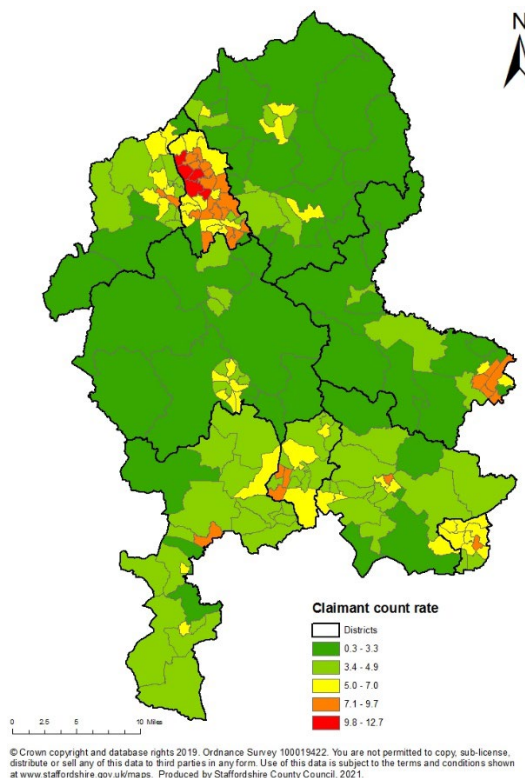 N
Claimant count rate
Districts
0.3 - 3.3
3.4 - 4.9
5.0 - 7.0
7.1 - 9.7
9.8 - 12.7
0 2.5 5 10 Miles
© Crown copyright and database rights 2019. Ordnance Survey 100019422. You are not permitted to copy, sub-license,
distribute or sell any of this data to third parties in any form. Use of this data is subject to the terms and conditions shown
at www.staffordshire.gov.uk/maps. Produced by Staffordshire County Council, 2021.